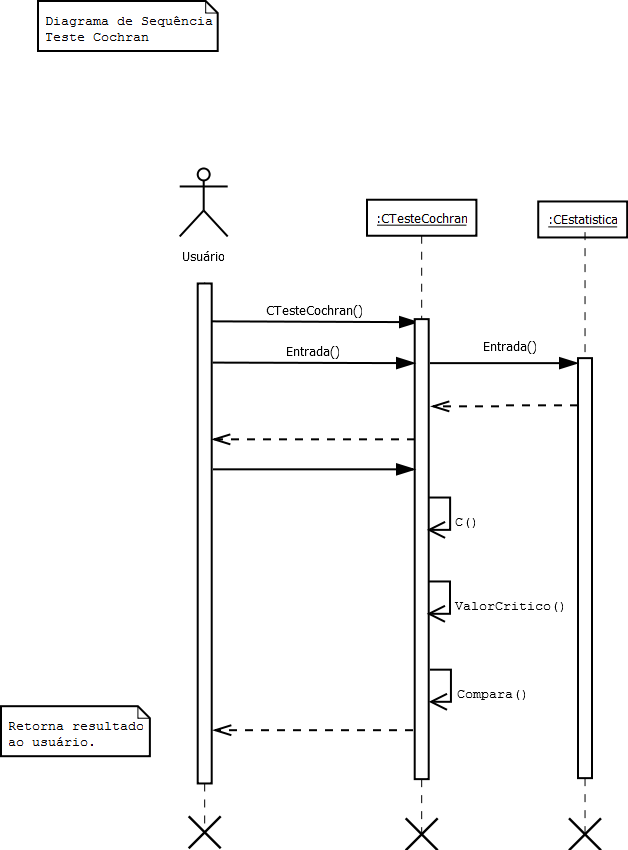 Diagrama de Sequência
Teste Cochran
:CTesteCochran
:CEstatistica
Usuário
CTesteCochran()
Entrada()
Entrada()
C()
ValorCritico()
Compara()
Retorna resultado
ao usuário.